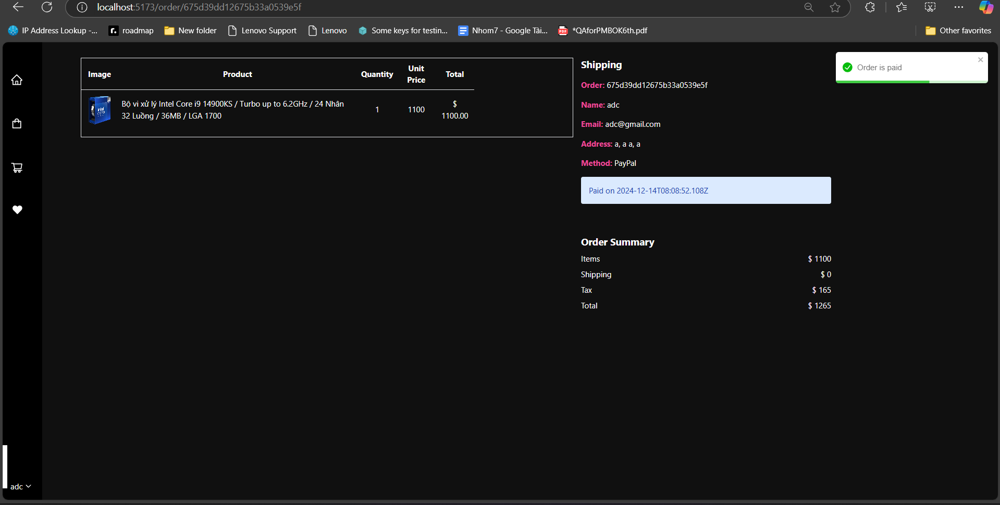 localhost:5173/order/675d39dd12675b33a0539e5f
IP Address Lookup -...
roadmap
New folder
Lenovo Support
Lenovo
Some keys for testin...
Nhom7 - Google Tài...
*QAforPMBOK6th.pdf
Other favorites
Image Product Quantity Unit Price Total
Bộ vi xử lý Intel Core i9 14900KS / Turbo up to 6.2GHz / 24 Nhân
32 Luồng / 36MB / LGA 1700
1
1100
$
1100.00
Shipping
Order: 675d39dd12675b33a0539e5f
Name: adc
Email: adc@gmail.com
Address: a, a a, a
Method: PayPal
Paid on 2024-12-14T08:08:52.108Z
Order Summary
Items $ 1100
Shipping $ 0
Tax $ 165
Total $ 1265
Order is paid
adc